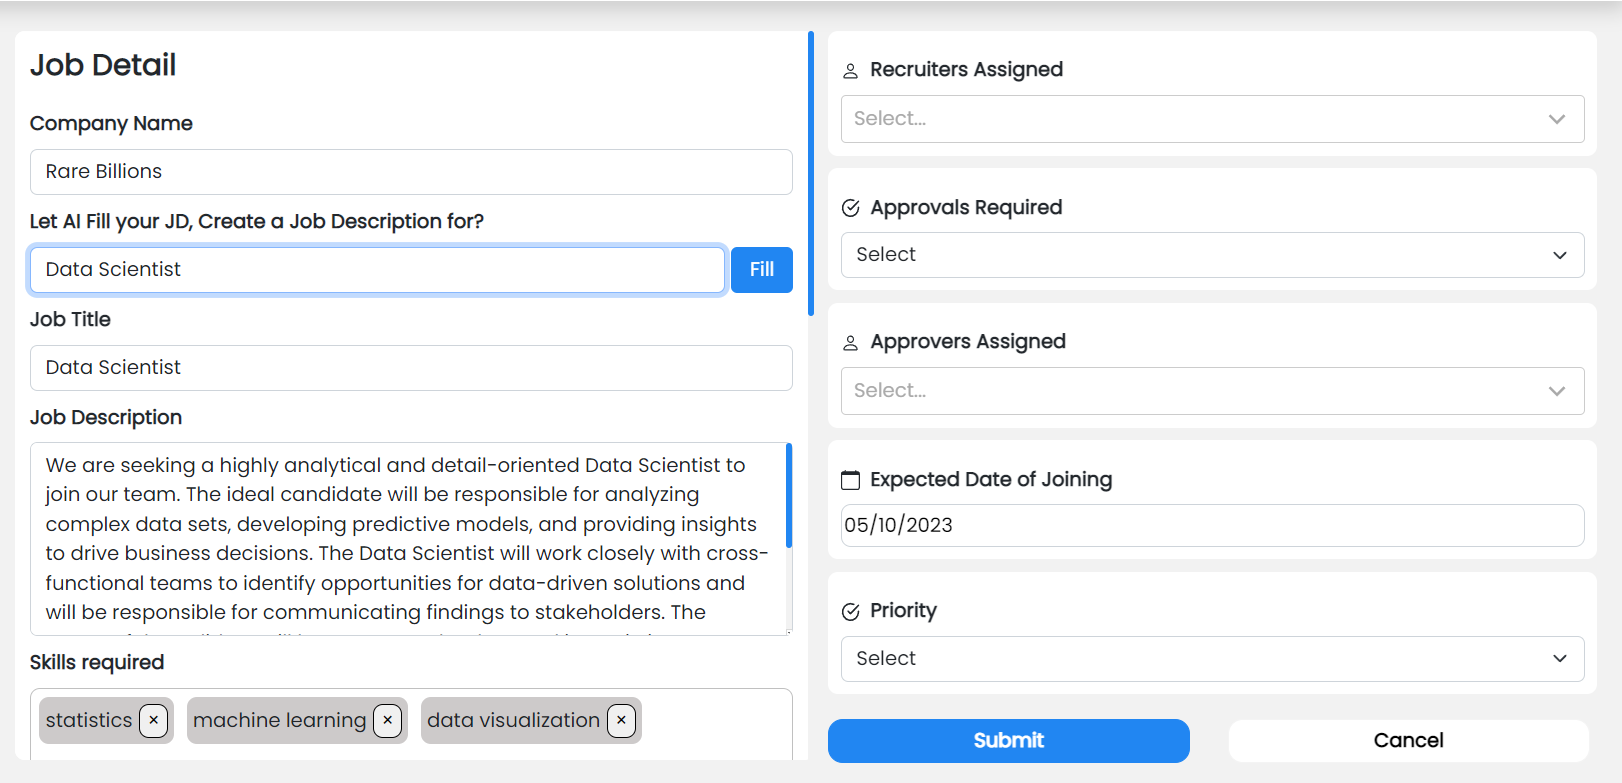 Job Detail
Company Name
Rare Billions
Let AI Fill your JD, Create a Job Description for?
Data Scientist
Fill
Job Title
Data Scientist
Job Description
We are seeking a highly analytical and detail-oriented Data Scientist to
join our team. The ideal candidate will be responsible for analyzing
complex data sets, developing predictive models, and providing insights
to drive business decisions. The Data Scientist will work closely with cross-
functional teams to identify opportunities for data-driven solutions and
will be responsible for communicating findings to stakeholders. The
Skills required
statistics × machine learning × data visualization ×
Recruiters Assigned
Select...
Approvals Required
Select
Approvers Assigned
Select...
Expected Date of Joining
05/10/2023
Priority
Select
Submit
Cancel